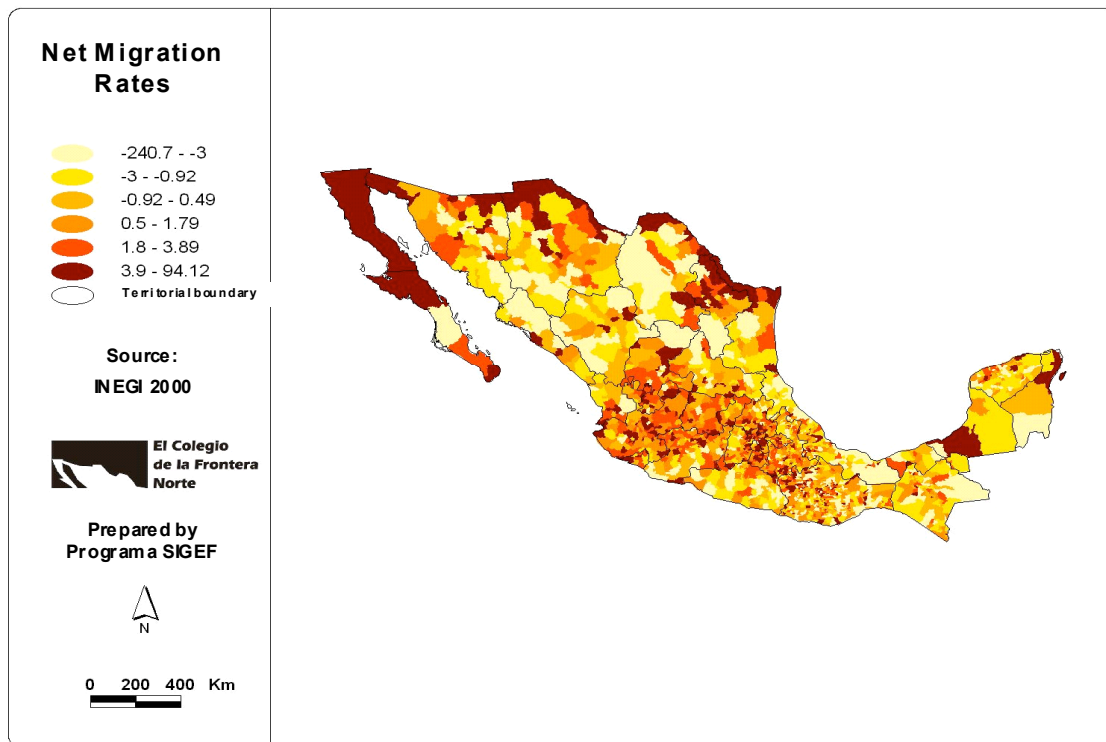 Net Migration
Rates
-240.7 - -3
-3 - -0.92
-0.92 - 0.49
0.5 - 1.79
1.8 - 3.89
3.9 - 94.12
Territorial boundary
Source:
INEGI 2000
El Colegio
de la Frontera
Norte
Prepared by
Programa SIGEF
N
0 200 400 Km